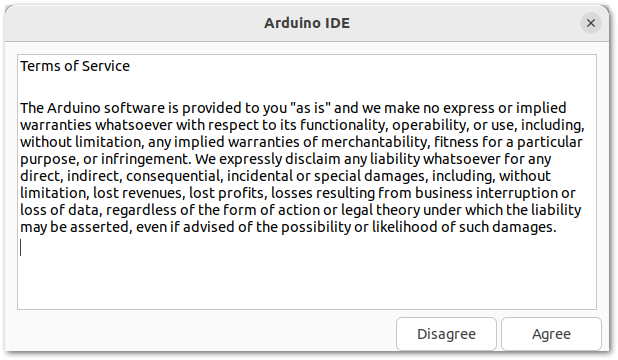 Arduino IDE
Terms of Service
The Arduino software is provided to you "as is" and we make no express or implied
warranties whatsoever with respect to its functionality, operability, or use, including,
without limitation, any implied warranties of merchantability, fitness for a particular
purpose, or infringement. We expressly disclaim any liability whatsoever for any
direct, indirect, consequential, incidental or special damages, including, without
limitation, lost revenues, lost profits, losses resulting from business interruption or
loss of data, regardless of the form of action or legal theory under which the liability
may be asserted, even if advised of the possibility or likelihood of such damages.
Disagree Agree